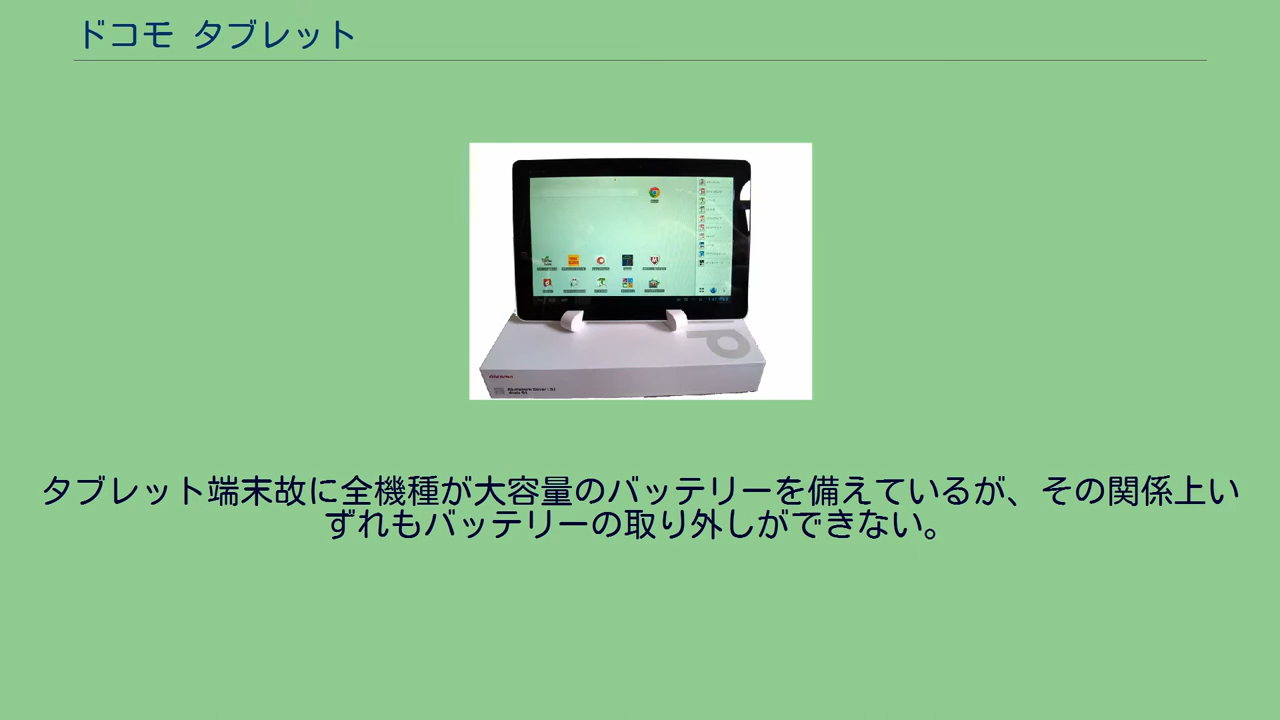 ドコモ タブレット
タブレット端末故に全機種が大容量のバッテリーを備えているが、その関係上い
ずれもバッテリーの取り外しができない。